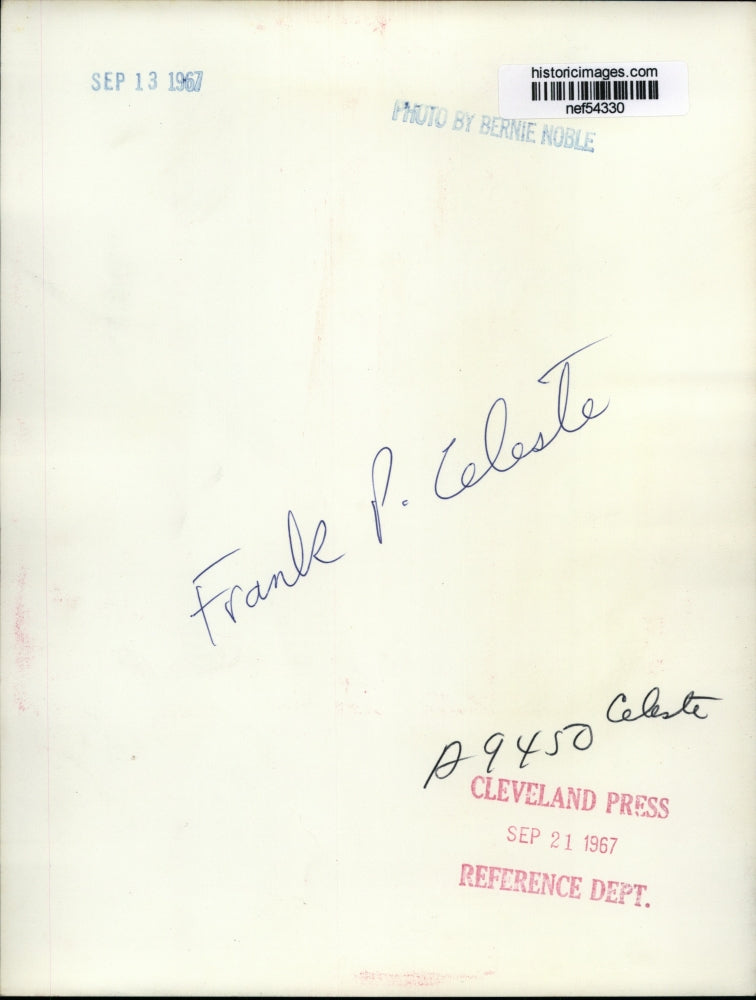 historicimages.com
nef54330
SEP 13 1967
PHOTO BY BERNIE NOBLE
Frank P. Celeste
Celeste
A9450
CLEVELAND PRESS
SEP 21 1967
REFERENCE DEPT.